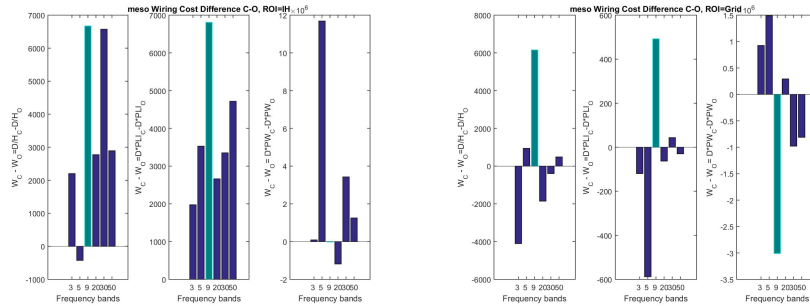 meso Wiring Cost Difference C-O, ROI=IH
×10⁶
7000
6000
5000
4000
3000
2000
1000
0
-1000
W_C - W_O=D/H_C-D/H_O
3 5 9 203050
Frequency bands
7000
6000
5000
4000
3000
2000
1000
0
W_C - W_O=D*PLI_C-D*PLI_O
3 5 9 203050
Frequency bands
12
10
8
6
4
2
0
-2
W_C - W_O= D*PW_C-D*PW_O
3 5 9 203050
Frequency bands
meso Wiring Cost Difference C-O, ROI=Grid
×10⁶
8000
6000
4000
2000
0
-2000
-4000
-6000
W_C - W_O=D/H_C-D/H_O
3 5 9 203050
Frequency bands
600
400
200
0
-200
-400
-600
W_C - W_O=D*PLI_C-D*PLI_O
3 5 9 203050
Frequency bands
1.5
1
0.5
0
-0.5
-1
-1.5
-2
-2.5
-3
-3.5
W_C - W_O= D*PW_C-D*PW_O
3 5 9 203050
Frequency bands